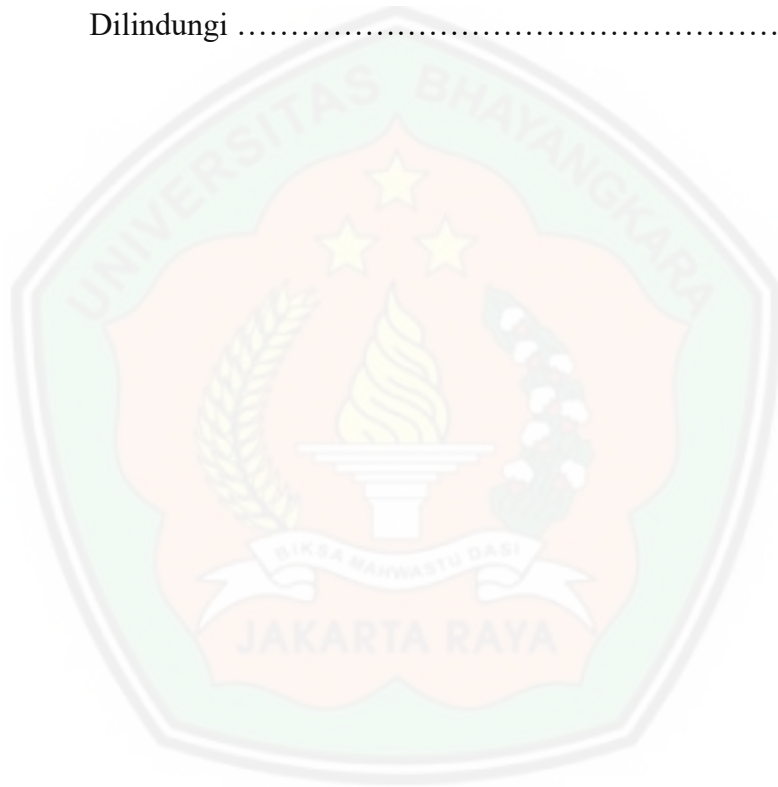 Dilindungi ……………………………………………
UNIVERSITAS BHAYANGKARA
BIKSA MAHWASTU DASI
JAKARTA RAYA